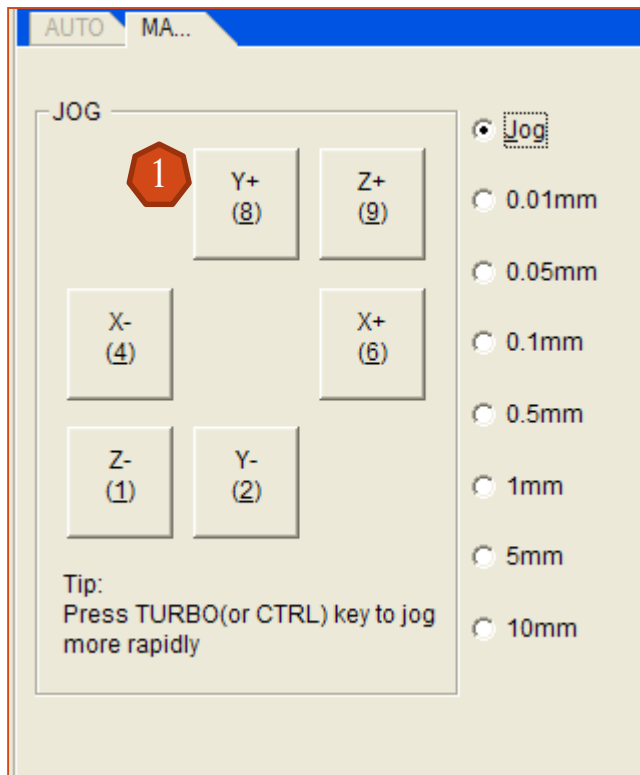 AUTO MA...
JOG
1
Y+
(8)
Z+
(9)
X-
(4)
X+
(6)
Z-
(1)
Y-
(2)
Tip:
Press TURBO(or CTRL) key to jog
more rapidly
Jog
0.01mm
0.05mm
0.1mm
0.5mm
1mm
5mm
10mm